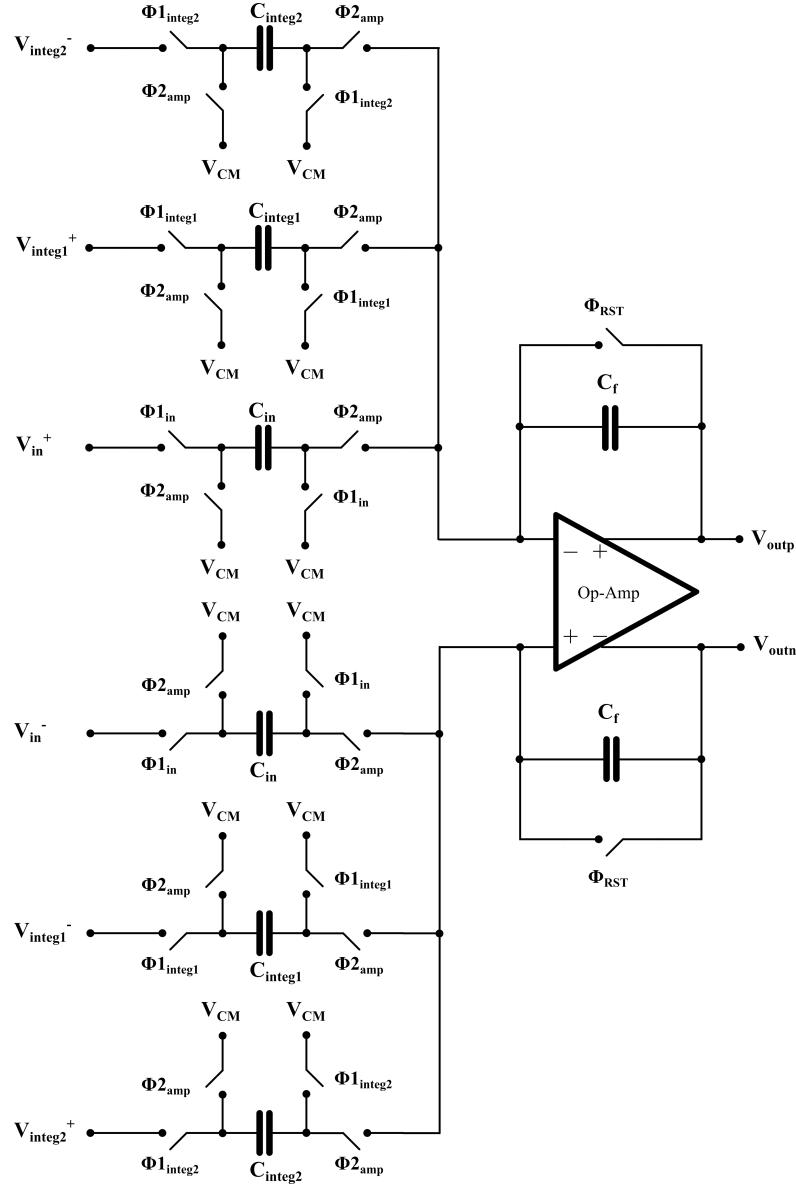 Φ1integ2 Cinteg2 Φ2amp
Vinteg2-
Φ2amp Φ1integ2
VCM VCM
Φ1integ1 Cinteg1 Φ2amp
Vinteg1+
Φ2amp Φ1integ1
VCM VCM
ΦRST
Cf
Φ1in Cin Φ2amp
Vin+
Φ2amp Φ1in
VCM VCM
− + Voutp
Op-Amp
+ − Voutn
VCM VCM
Φ2amp Φ1in
Cf
Vin-
Φ1in Cin Φ2amp
VCM VCM
ΦRST
Φ2amp Φ1integ1
Vinteg1-
Φ1integ1 Cinteg1 Φ2amp
VCM VCM
Φ2amp Φ1integ2
Vinteg2+
Φ1integ2 Cinteg2 Φ2amp